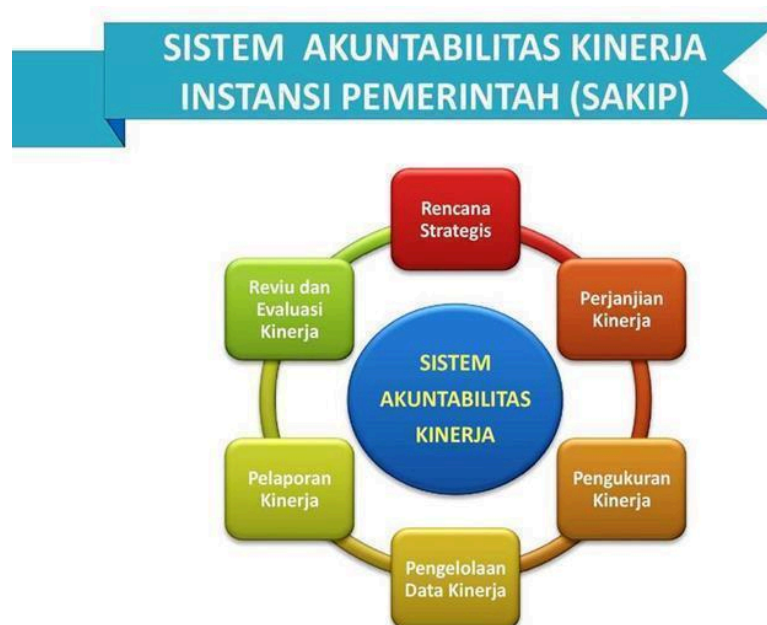 SISTEM AKUNTABILITAS KINERJA
INSTANSI PEMERINTAH (SAKIP)
Rencana
Strategis
Perjanjian
Kinerja
Pengukuran
Kinerja
Pengelolaan
Data Kinerja
Pelaporan
Kinerja
Reviu dan
Evaluasi
Kinerja
SISTEM
AKUNTABILITAS
KINERJA